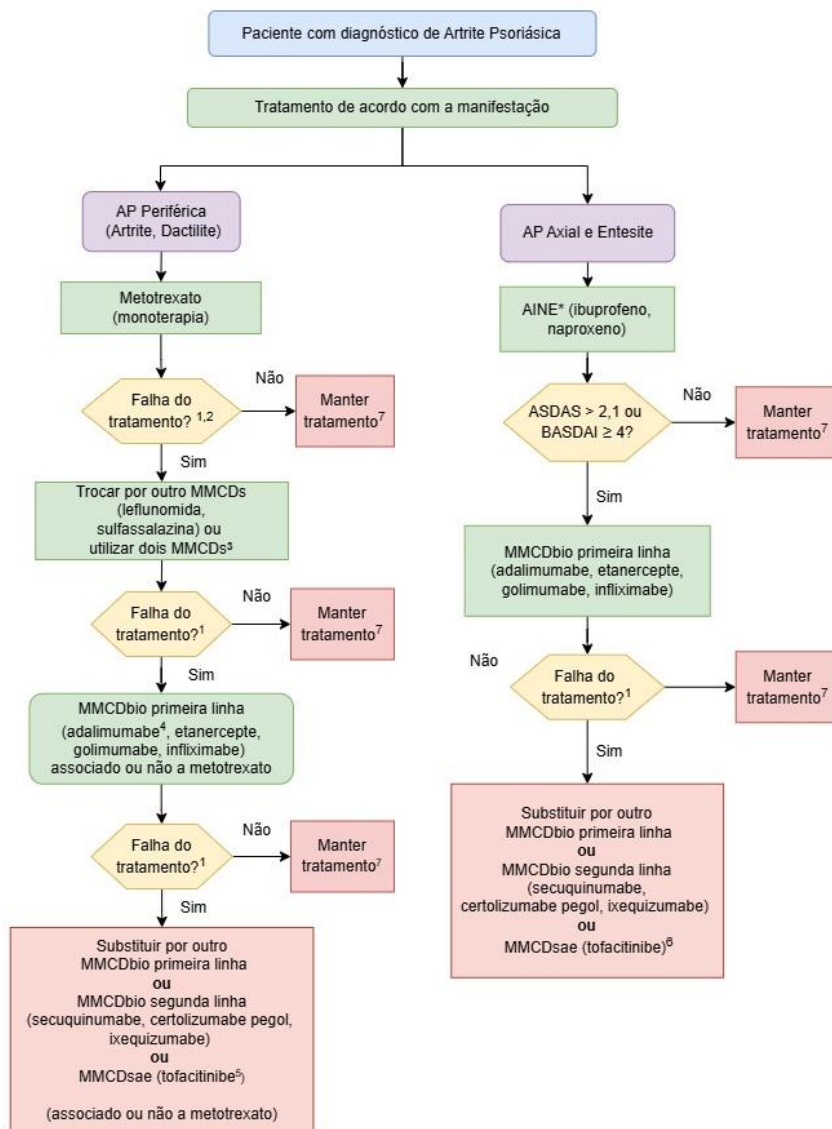 Paciente com diagnóstico de Artrite Psoriásica
Tratamento de acordo com a manifestação
AP Periférica
(Artrite, Dactilite)
Metotrexato
(monoterapia)
Falha do
tratamento? ¹,²
Não
Manter
tratamento⁷
Sim
Trocar por outro MMCDs
(leflunomida,
sulfassalazina) ou
utilizar dois MMCDs³
Falha do
tratamento?¹
Não
Manter
tratamento⁷
Sim
MMCDbio primeira linha
(adalimumabe⁴, etanercepte,
golimumabe, infliximabe)
associado ou não a metotrexato
Falha do
tratamento?¹
Não
Manter
tratamento⁷
Sim
Substituir por outro
MMCDbio primeira linha
ou
MMCDbio segunda linha
(secuquinumabe, certolizumabe pegol,
ixequizumabe)
ou
MMCDsae (tofacitinibe⁵)
(associado ou não a metotrexato)
AP Axial e Entesite
AINE* (ibuprofeno,
naproxeno)
ASDAS > 2,1 ou
BASDAI ≥ 4?
Não
Manter
tratamento⁷
Sim
MMCDbio primeira linha
(adalimumabe, etanercepte,
golimumabe, infliximabe)
Não
Falha do
tratamento?¹
Manter
tratamento⁷
Sim
Substituir por outro
MMCDbio primeira linha
ou
MMCDbio segunda linha
(secuquinumabe,
certolizumabe pegol, ixequizumabe)
ou
MMCDsae (tofacitinibe)⁶